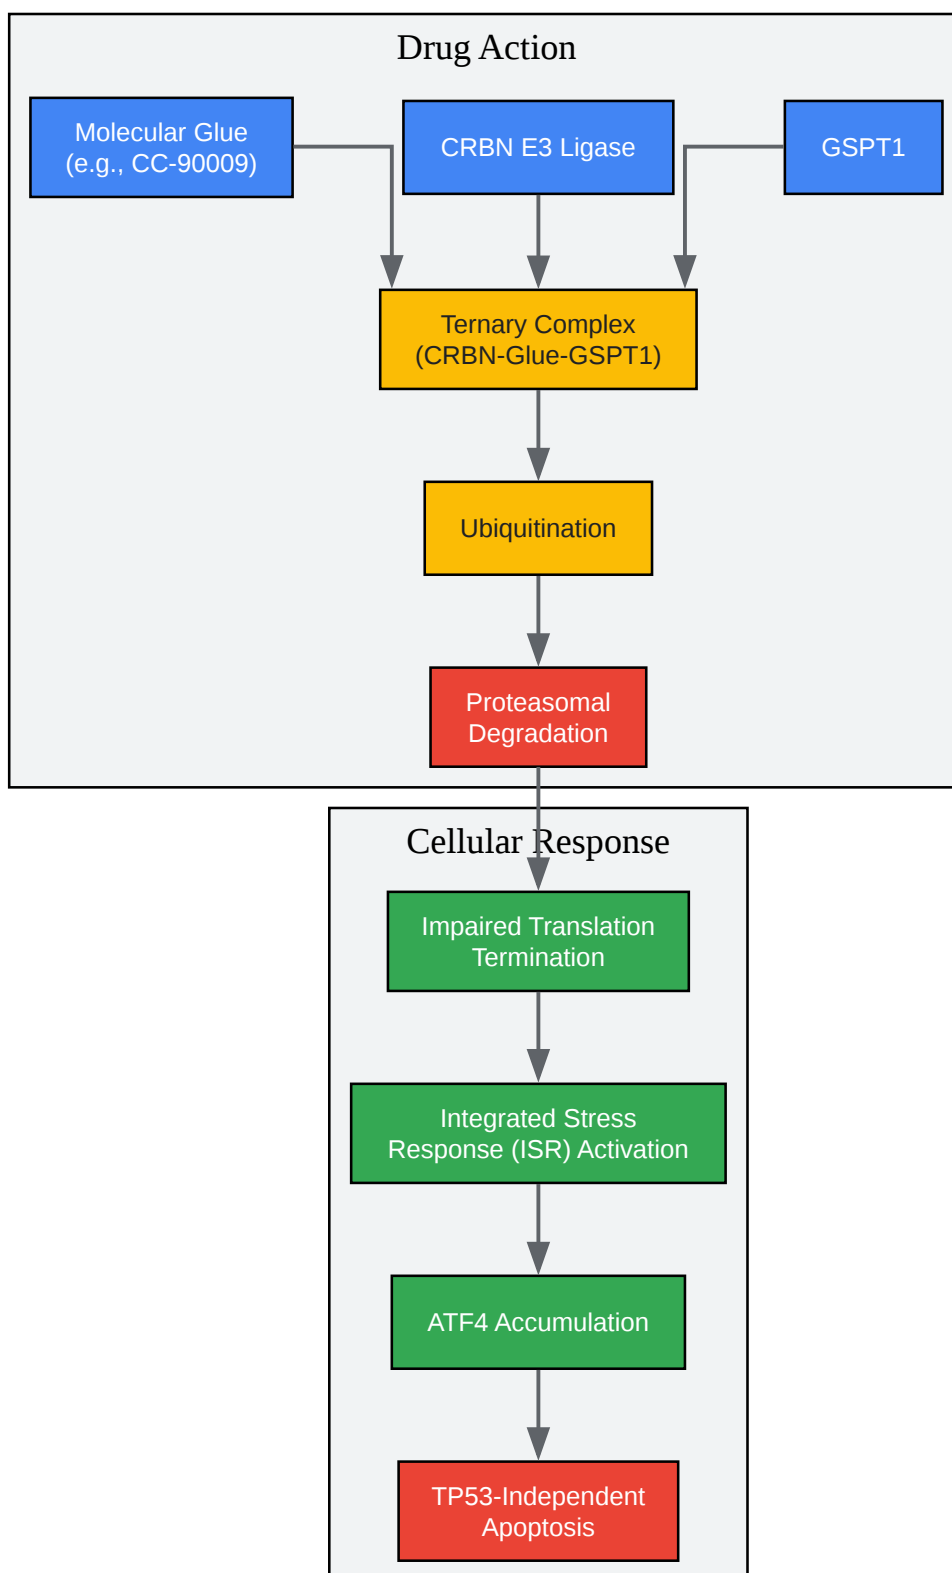 Drug Action
Molecular Glue
(e.g., CC-90009)
CRBN E3 Ligase
GSPT1
Ternary Complex
(CRBN-Glue-GSPT1)
Ubiquitination
Proteasomal
Degradation
Cellular Response
Impaired Translation
Termination
Integrated Stress
Response (ISR) Activation
ATF4 Accumulation
TP53-Independent
Apoptosis